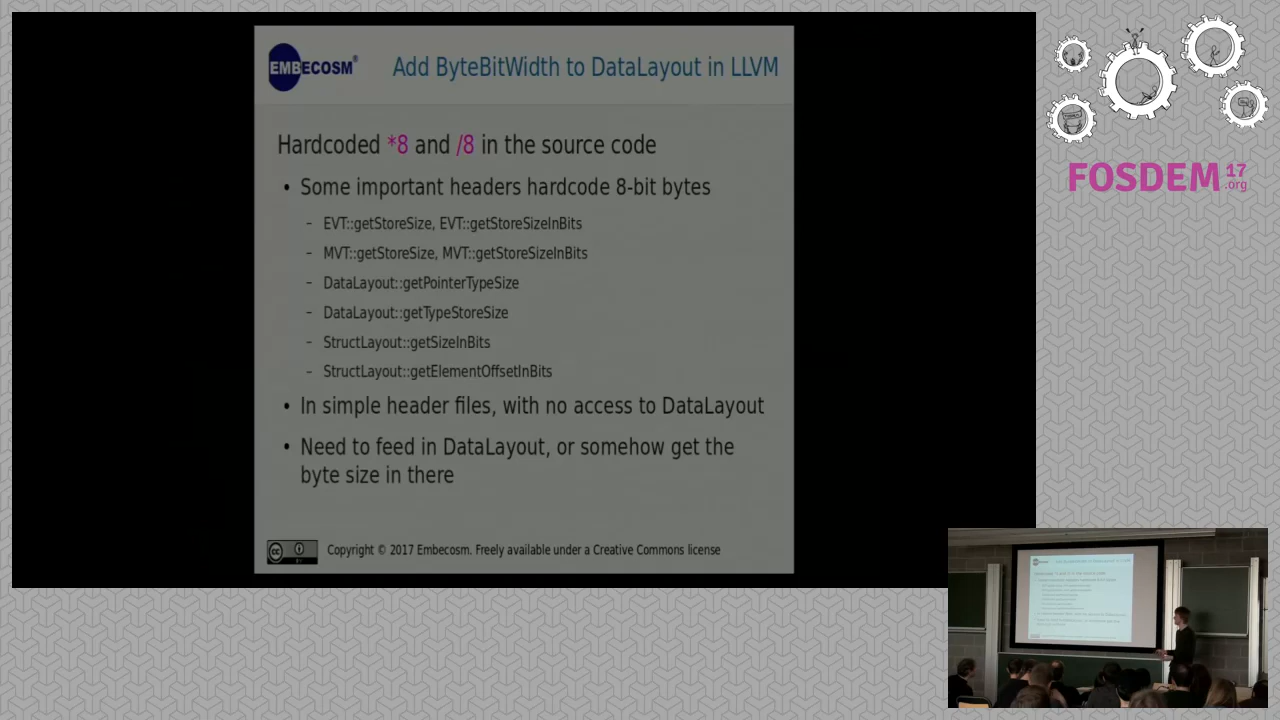 EMBECOSM®
Add ByteBitWidth to DataLayout in LLVM
Hardcoded *8 and /8 in the source code
• Some important headers hardcode 8-bit bytes
– EVT::getStoreSize, EVT::getStoreSizeInBits
– MVT::getStoreSize, MVT::getStoreSizeInBits
– DataLayout::getPointerTypeSize
– DataLayout::getTypeStoreSize
– StructLayout::getSizeInBits
– StructLayout::getElementOffsetInBits
• In simple header files, with no access to DataLayout
• Need to feed in DataLayout, or somehow get the
byte size in there
cc BY
Copyright © 2017 Embecosm. Freely available under a Creative Commons license
FOSDEM 17
.org